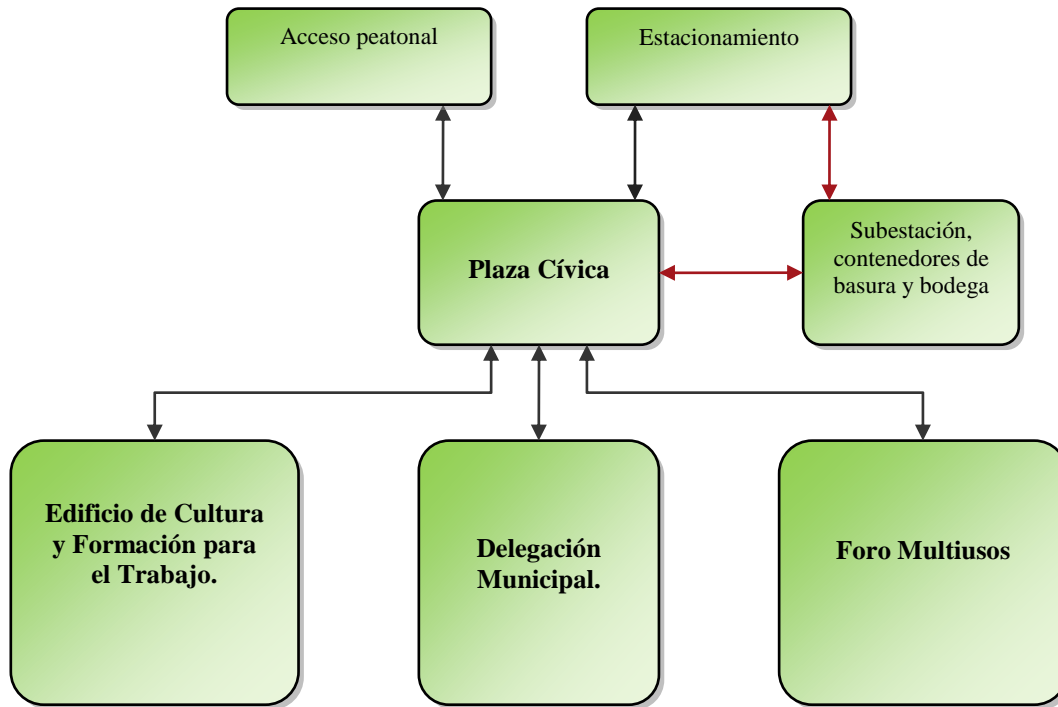 Acceso peatonal
Estacionamiento
Plaza Cívica
Subestación,
contenedores de
basura y bodega
Edificio de Cultura
y Formación para
el Trabajo.
Delegación
Municipal.
Foro Multiusos